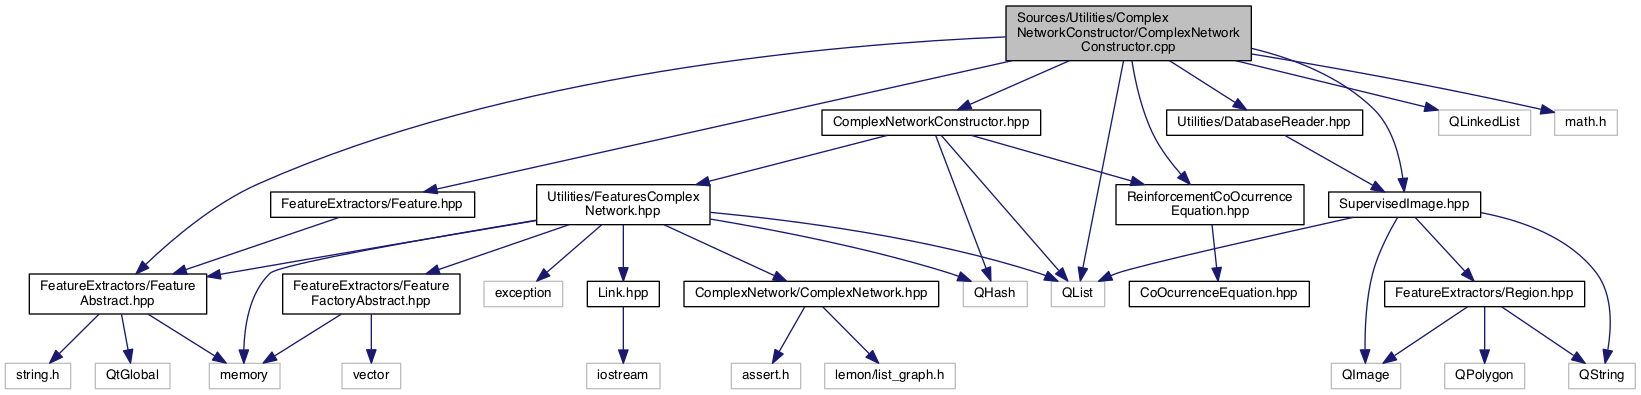 Sources/Utilities/Complex
NetworkConstructor/ComplexNetwork
Constructor.cpp
ComplexNetworkConstructor.hpp
Utilities/DatabaseReader.hpp
QLinkedList
math.h
FeatureExtractors/Feature.hpp
Utilities/FeaturesComplex
Network.hpp
ReinforcementCoOcurrence
Equation.hpp
SupervisedImage.hpp
FeatureExtractors/Feature
Abstract.hpp
FeatureExtractors/Feature
FactoryAbstract.hpp
exception
Link.hpp
ComplexNetwork/ComplexNetwork.hpp
QHash
QList
CoOcurrenceEquation.hpp
FeatureExtractors/Region.hpp
string.h
QtGlobal
memory
vector
iostream
assert.h
lemon/list_graph.h
QImage
QPolygon
QString